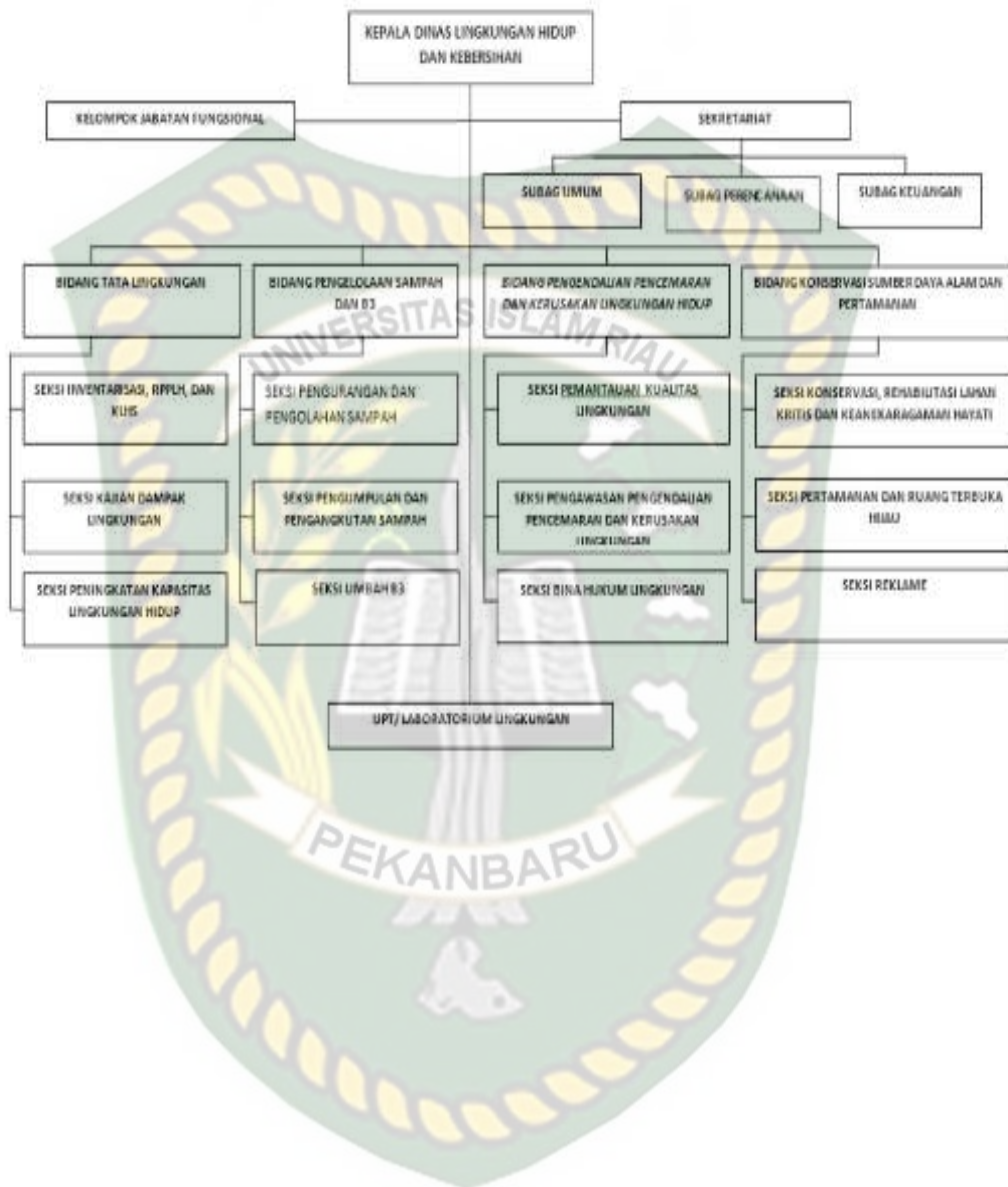 KEPALA DINAS LINGKUNGAN HIDUP
DAN KEBERSIHAN
KELOMPOK JABATAN FUNGSIONAL
SEKRETARIAT
SUBAG UMUM
SUBAG PERENCANAAN
SUBAG KEUANGAN
BIDANG TATA LINGKUNGAN
BIDANG PENGELOLAAN SAMPAH
DAN B3
BIDANG PENGENDALIAN PENCEMARAN
DAN KERUSAKAN LINGKUNGAN HIDUP
BIDANG KONSERVASI SUMBER DAYA ALAM DAN
PERTAMANAN
UNIVERSITAS ISLAM RIAU
SEKSI INVENTARISASI, RPPLH, DAN
KLHS
SEKSI PENGURANGAN DAN
PENGOLAHAN SAMPAH
SEKSI PEMANTAUAN KUALITAS
LINGKUNGAN
SEKSI KONSERVASI, REHABILITASI LAHAN
KRITIS DAN KEANEKARAGAMAN HAYATI
SEKSI KAJIAN DAMPAK
LINGKUNGAN
SEKSI PENGUMPULAN DAN
PENGANGKUTAN SAMPAH
SEKSI PENGAWASAN PENGENDALIAN
PENCEMARAN DAN KERUSAKAN
LINGKUNGAN
SEKSI PERTAMANAN DAN RUANG TERBUKA
HIJAU
SEKSI PENINGKATAN KAPASITAS
LINGKUNGAN HIDUP
SEKSI LIMBAH B3
SEKSI BINA HUKUM LINGKUNGAN
SEKSI REKLAME
UPT/ LABORATORIUM LINGKUNGAN
PEKANBARU